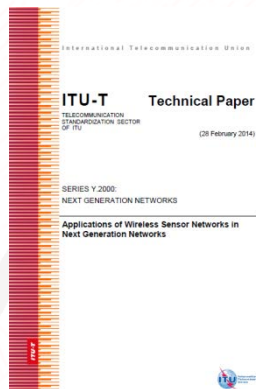 International Telecommunication Union
ITU-T
Technical Paper
TELECOMMUNICATION
STANDARDIZATION SECTOR
OF ITU
(28 February 2014)
SERIES Y.2000:
NEXT GENERATION NETWORKS
Applications of Wireless Sensor Networks in
Next Generation Networks
ITU-T
ITU